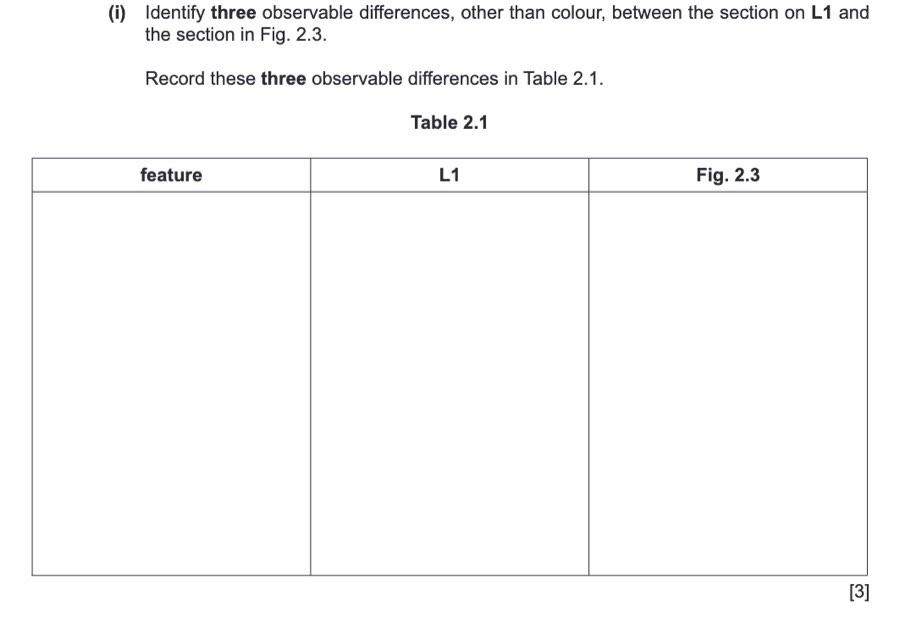 (i) Identify three observable differences, other than colour, between the section on L1 and
the section in Fig. 2.3.
Record these three observable differences in Table 2.1.
Table 2.1
feature L1 Fig. 2.3
[3]